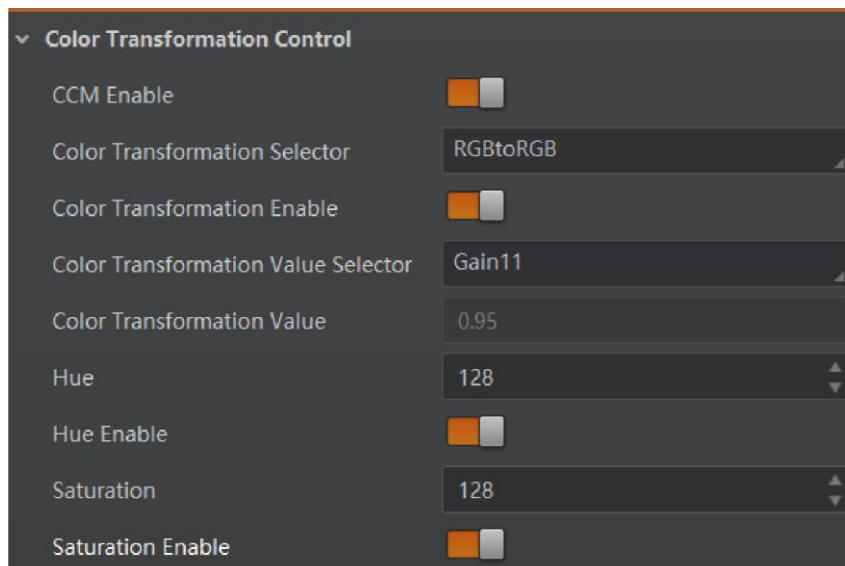 Color Transformation Control
CCM Enable
Color Transformation Selector RGBtoRGB
Color Transformation Enable
Color Transformation Value Selector Gain11
Color Transformation Value 0.95
Hue 128
Hue Enable
Saturation 128
Saturation Enable